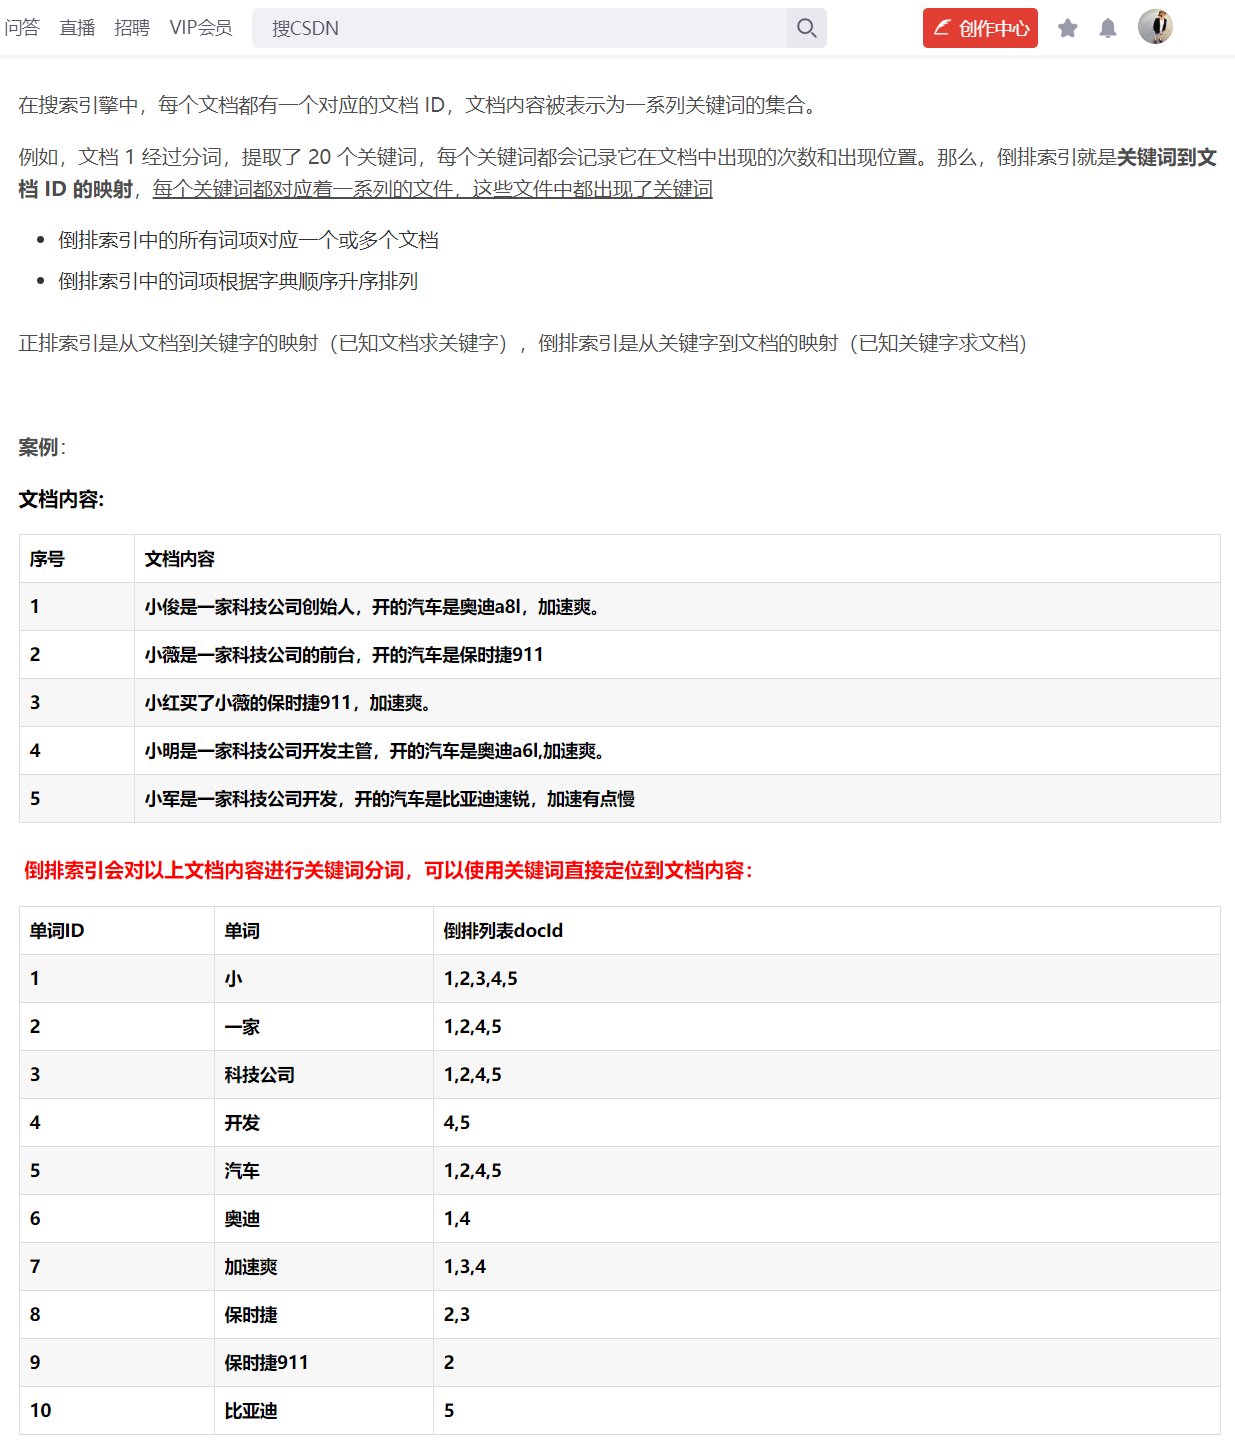 问答 直播 招聘 VIP会员 搜CSDN 创作中心
在搜索引擎中，每个文档都有一个对应的文档 ID，文档内容被表示为一系列关键词的集合。
例如，文档 1 经过分词，提取了 20 个关键词，每个关键词都会记录它在文档中出现的次数和出现位置。那么，倒排索引就是关键词到文
档 ID 的映射，每个关键词都对应着一系列的文件，这些文件中都出现了关键词
• 倒排索引中的所有词项对应一个或多个文档
• 倒排索引中的词项根据字典顺序升序排列
正排索引是从文档到关键字的映射（已知文档求关键字），倒排索引是从关键字到文档的映射（已知关键字求文档）
案例：
文档内容:
序号 文档内容
1 小俊是一家科技公司创始人，开的汽车是奥迪a8l，加速爽。
2 小薇是一家科技公司的前台，开的汽车是保时捷911
3 小红买了小薇的保时捷911，加速爽。
4 小明是一家科技公司开发主管，开的汽车是奥迪a6l,加速爽。
5 小军是一家科技公司开发，开的汽车是比亚迪速锐，加速有点慢
倒排索引会对以上文档内容进行关键词分词，可以使用关键词直接定位到文档内容：
单词ID 单词 倒排列表docId
1 小 1,2,3,4,5
2 一家 1,2,4,5
3 科技公司 1,2,4,5
4 开发 4,5
5 汽车 1,2,4,5
6 奥迪 1,4
7 加速爽 1,3,4
8 保时捷 2,3
9 保时捷911 2
10 比亚迪 5